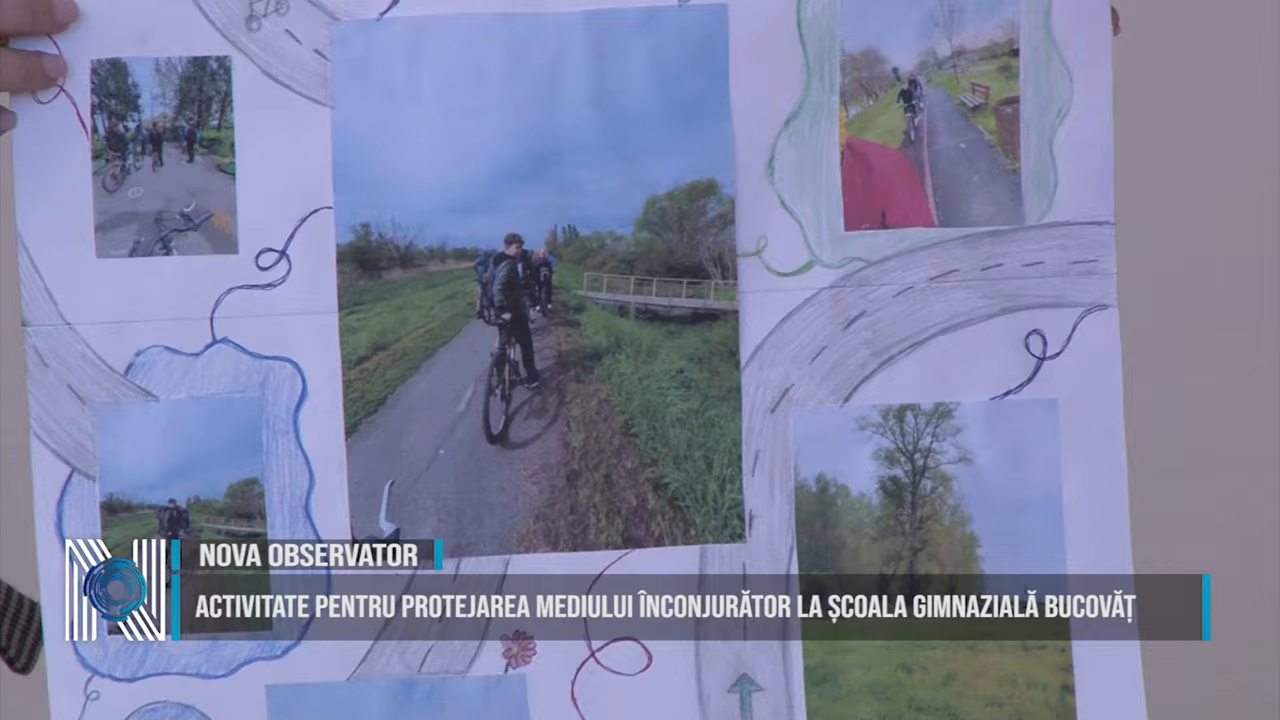 NOVA OBSERVATOR
ACTIVITATE PENTRU PROTEJAREA MEDIULUI ÎNCONJURĂTOR LA ȘCOALA GIMNAZIALĂ BUCOVĂȚ